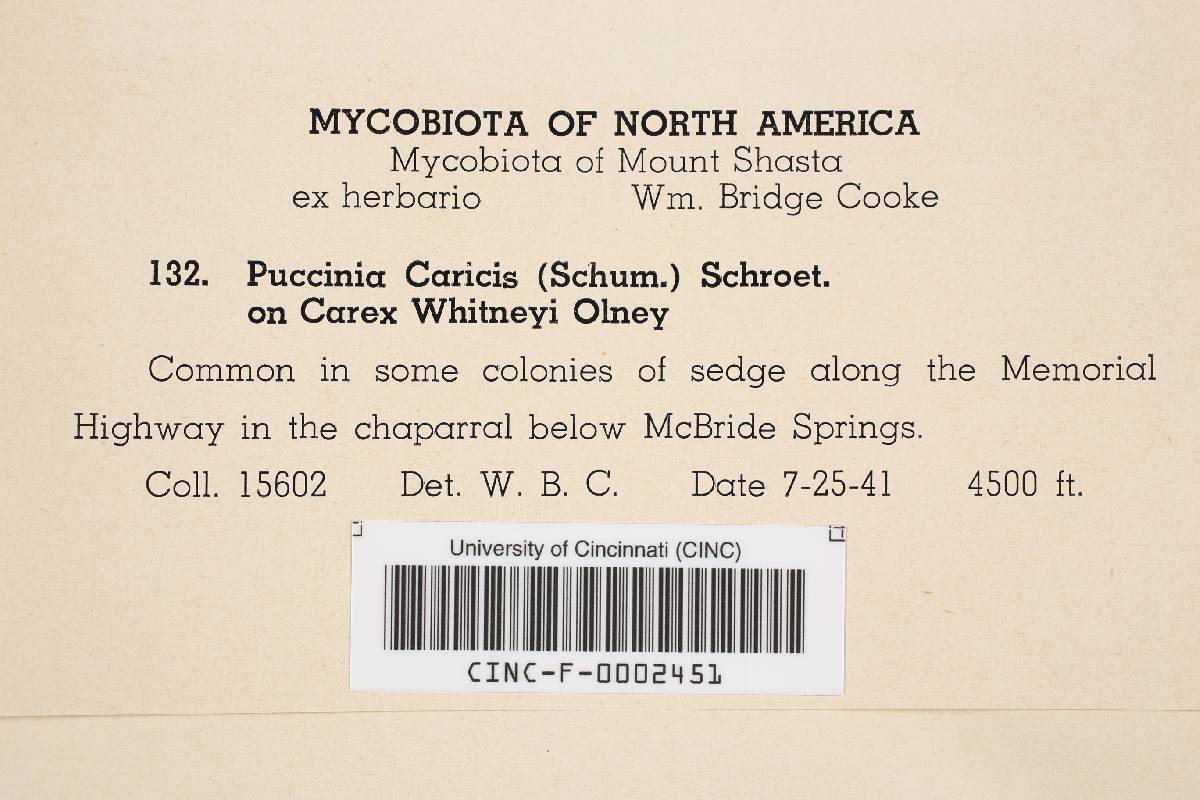 MYCOBIOTA OF NORTH AMERICA
Mycobiota of Mount Shasta
ex herbario Wm. Bridge Cooke
132. Puccinia Caricis (Schum.) Schroet.
on Carex Whitneyi Olney
Common in some colonies of sedge along the Memorial
Highway in the chaparral below McBride Springs.
Coll. 15602 Det. W. B. C. Date 7-25-41 4500 ft.
University of Cincinnati (CINC)
CINC-F-0002451